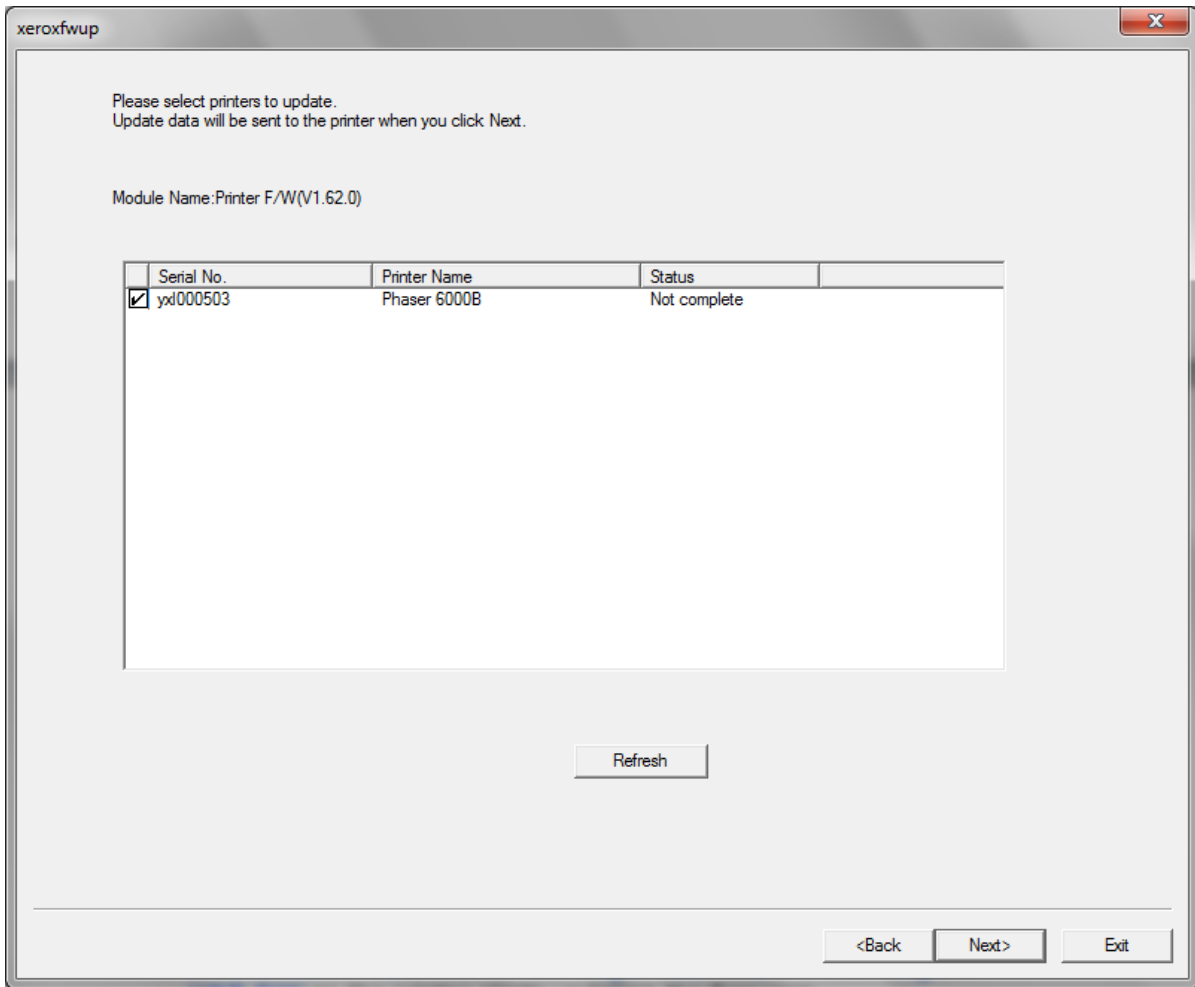 xeroxfwup
Please select printers to update.
Update data will be sent to the printer when you click Next.
Module Name:Printer F/W(V1.62.0)
Serial No. Printer Name Status
yxl000503 Phaser 6000B Not complete
Refresh
<Back Next> Exit